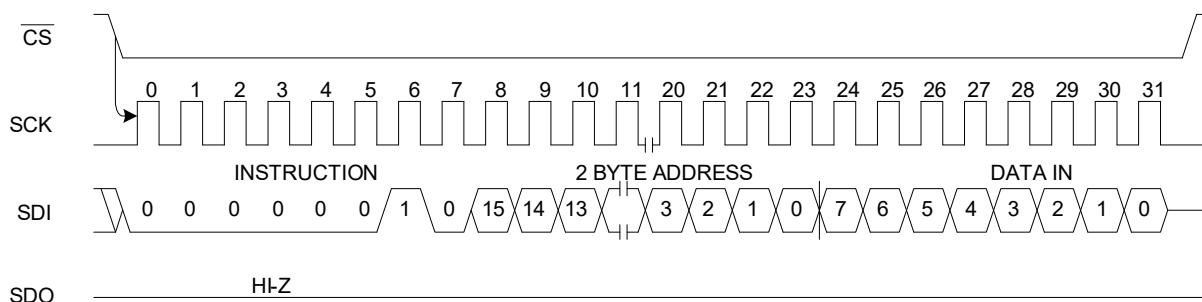 CS
0 1 2 3 4 5 6 7 8 9 10 11 20 21 22 23 24 25 26 27 28 29 30 31
SCK
INSTRUCTION 2 BYTE ADDRESS DATA IN
SDI 0 0 0 0 0 0 1 0 15 14 13 3 2 1 0 7 6 5 4 3 2 1 0
HI-Z
SDO